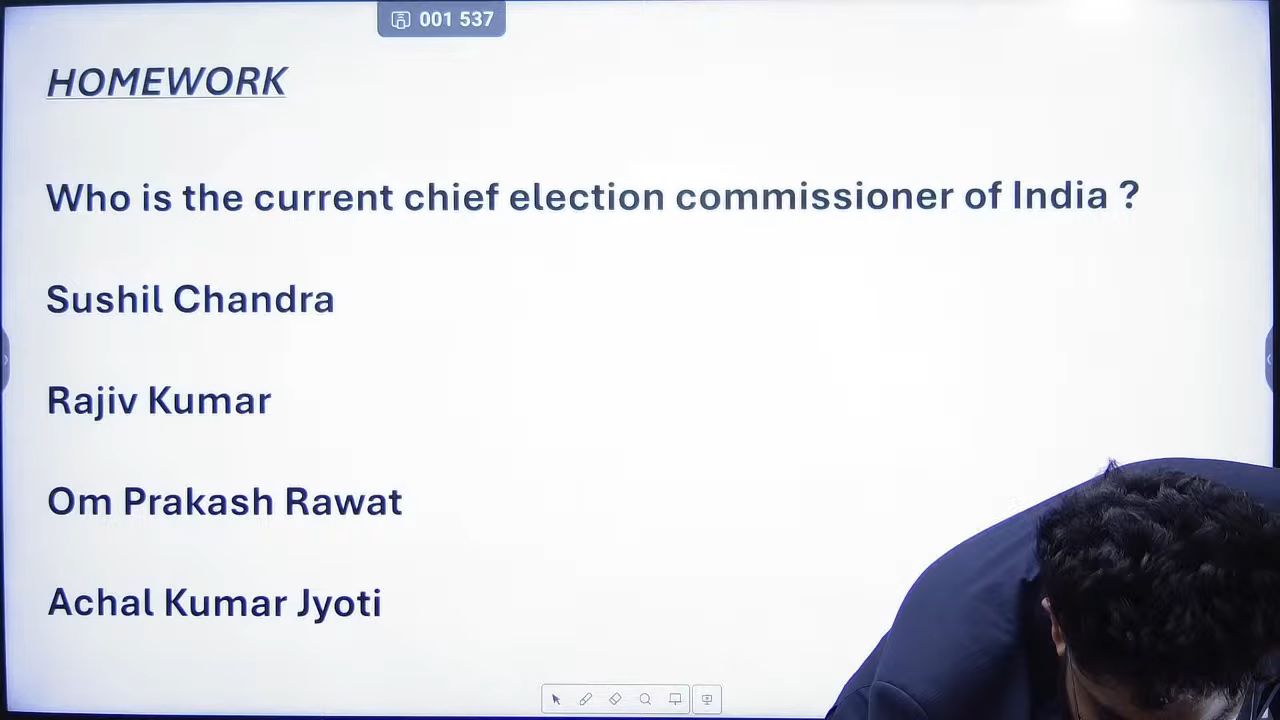 001 537
HOMEWORK
Who is the current chief election commissioner of India ?
Sushil Chandra
Rajiv Kumar
Om Prakash Rawat
Achal Kumar Jyoti